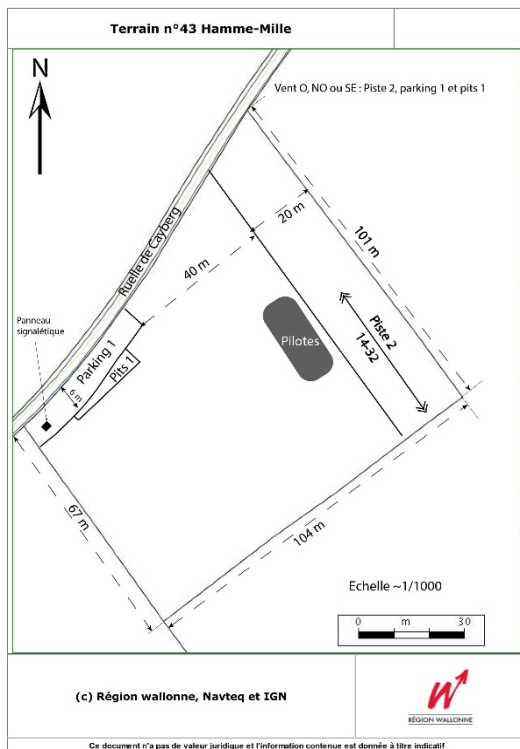 Terrain n°43 Hamme-Mille
N
Vent O, NO ou SE : Piste 2, parking 1 et pits 1
Ruelle de Cayberg
20 m
101 m
40 m
Piste 2
14-32
Panneau
signalétique
Pilotes
Parking 1
Pits 1
6 m
67 m
104 m
Echelle ~1/1000
0 m 30
(c) Région wallonne, Navteq et IGN
RÉGION WALLONNE
Ce document n'a pas de valeur juridique et l'information contenue est donnée à titre indicatif